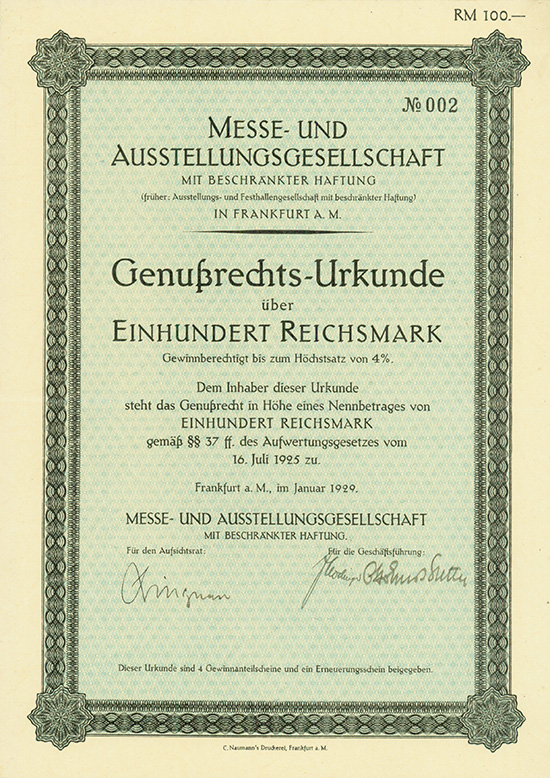 RM 100.—
№ 002
MESSE- UND
AUSSTELLUNGSGESELLSCHAFT
MIT BESCHRÄNKTER HAFTUNG
(früher: Ausstellungs- und Festhallengesellschaft mit beschränkter Haftung)
IN FRANKFURT A. M.
Genußrechts-Urkunde
über
EINHUNDERT REICHSMARK
Gewinnberechtigt bis zum Höchstsatz von 4%.
Dem Inhaber dieser Urkunde
steht das Genußrecht in Höhe eines Nennbetrages von
EINHUNDERT REICHSMARK
gemäß §§ 37 ff. des Aufwertungsgesetzes vom
16. Juli 1925 zu.
Frankfurt a. M., im Januar 1929.
MESSE- UND AUSSTELLUNGSGESELLSCHAFT
MIT BESCHRÄNKTER HAFTUNG.
Für den Aufsichtsrat: Für die Geschäftsführung:
Dieser Urkunde sind 4 Gewinnanteilscheine und ein Erneuerungsschein beigegeben.
C. Naumann's Druckerei, Frankfurt a. M.